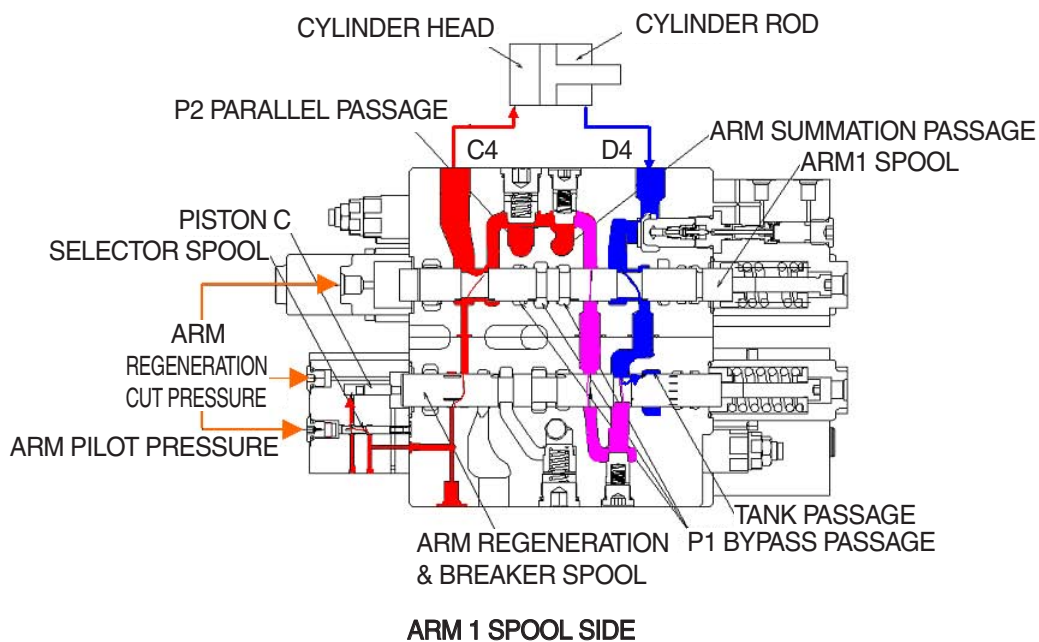 CYLINDER HEAD
CYLINDER ROD
P2 PARALLEL PASSAGE
C4
D4
ARM SUMMATION PASSAGE
ARM1 SPOOL
PISTON C
SELECTOR SPOOL
ARM
REGENERATION
CUT PRESSURE
ARM PILOT PRESSURE
TANK PASSAGE
P1 BYPASS PASSAGE
ARM REGENERATION
& BREAKER SPOOL
ARM 1 SPOOL SIDE